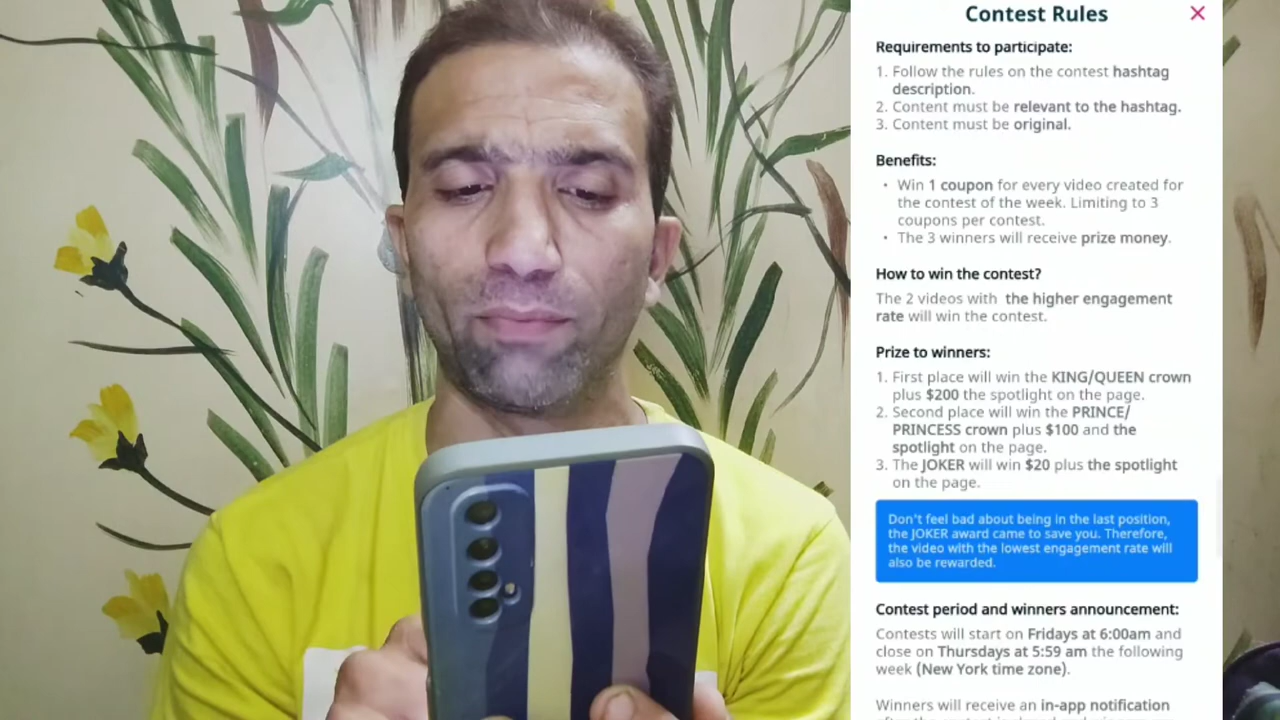 Contest Rules
Requirements to participate:
1. Follow the rules on the contest hashtag
description.
2. Content must be relevant to the hashtag.
3. Content must be original.
Benefits:
• Win 1 coupon for every video created for
the contest of the week. Limiting to 3
coupons per contest.
• The 3 winners will receive prize money.
How to win the contest?
The 2 videos with the higher engagement
rate will win the contest.
Prize to winners:
1. First place will win the KING/QUEEN crown
plus $200 the spotlight on the page.
2. Second place will win the PRINCE/
PRINCESS crown plus $100 and the
spotlight on the page.
3. The JOKER will win $20 plus the spotlight
on the page.
Don't feel bad about being in the last position,
the JOKER award came to save you. Therefore,
the video with the lowest engagement rate will
also be rewarded.
Contest period and winners announcement:
Contests will start on Fridays at 6:00am and
close on Thursdays at 5:59 am the following
week (New York time zone).
Winners will receive an in-app notification